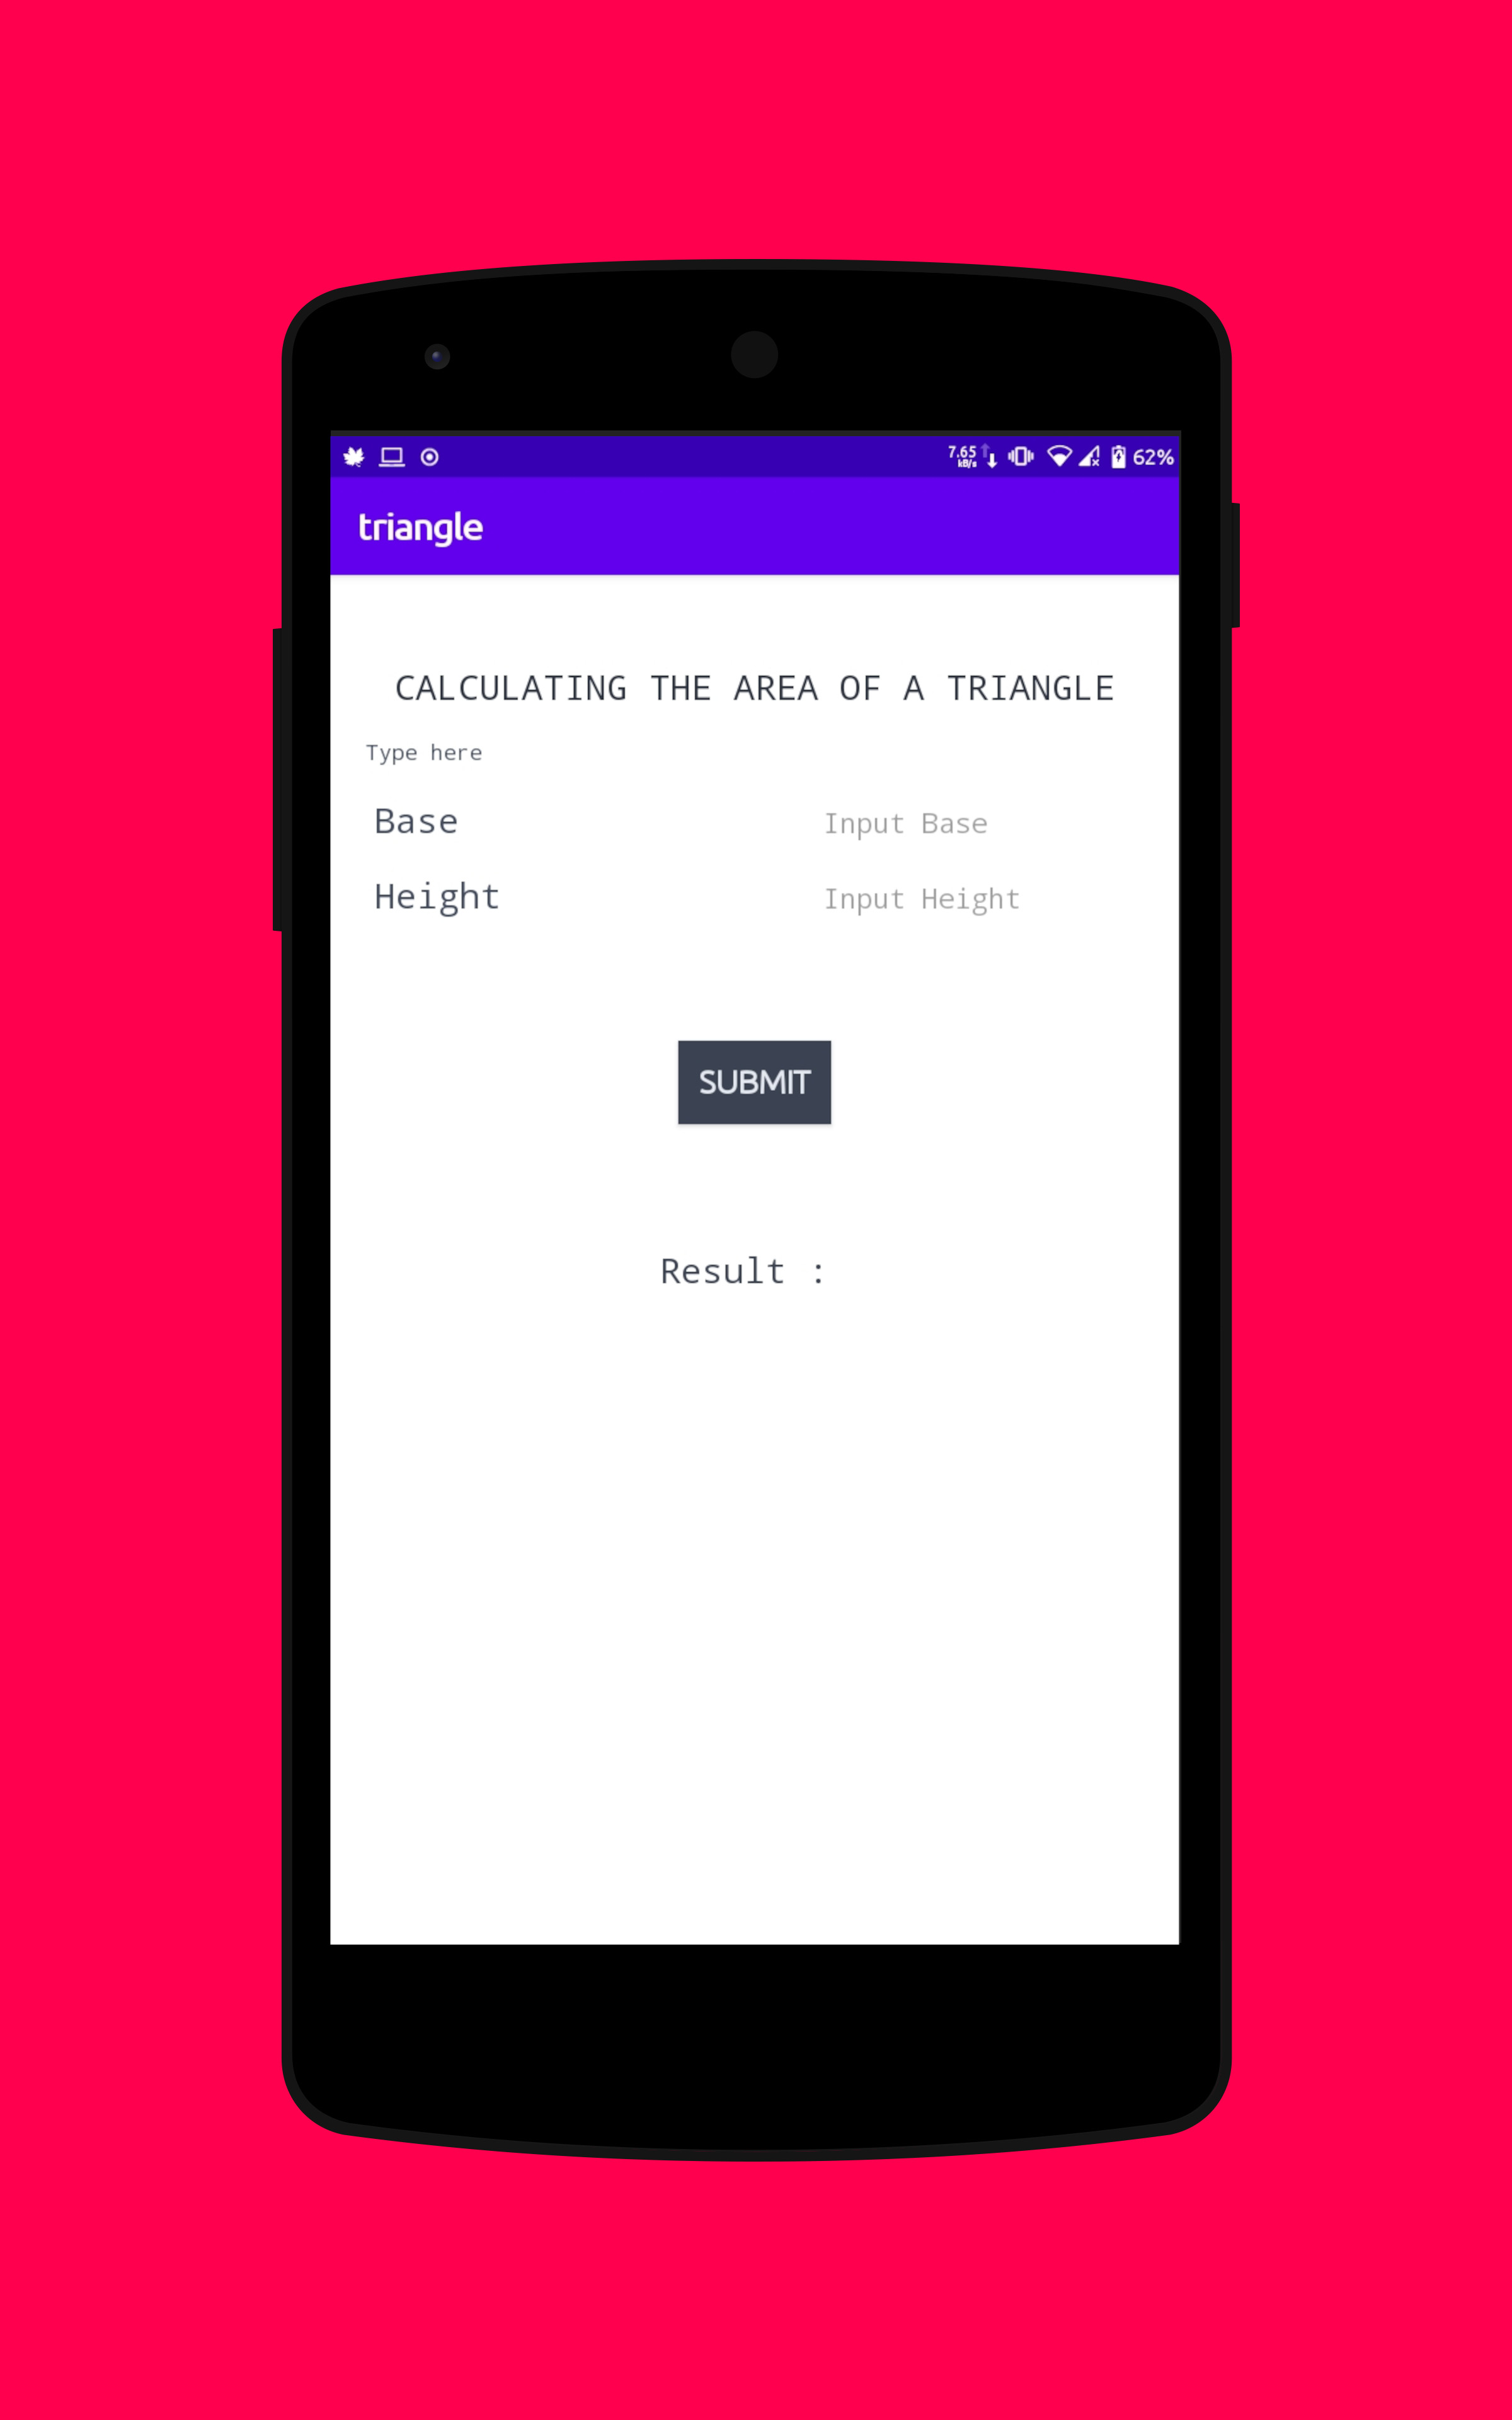 7.65 kB/s 62%
triangle
CALCULATING THE AREA OF A TRIANGLE
Type here
Base Input Base
Height Input Height
SUBMIT
Result :